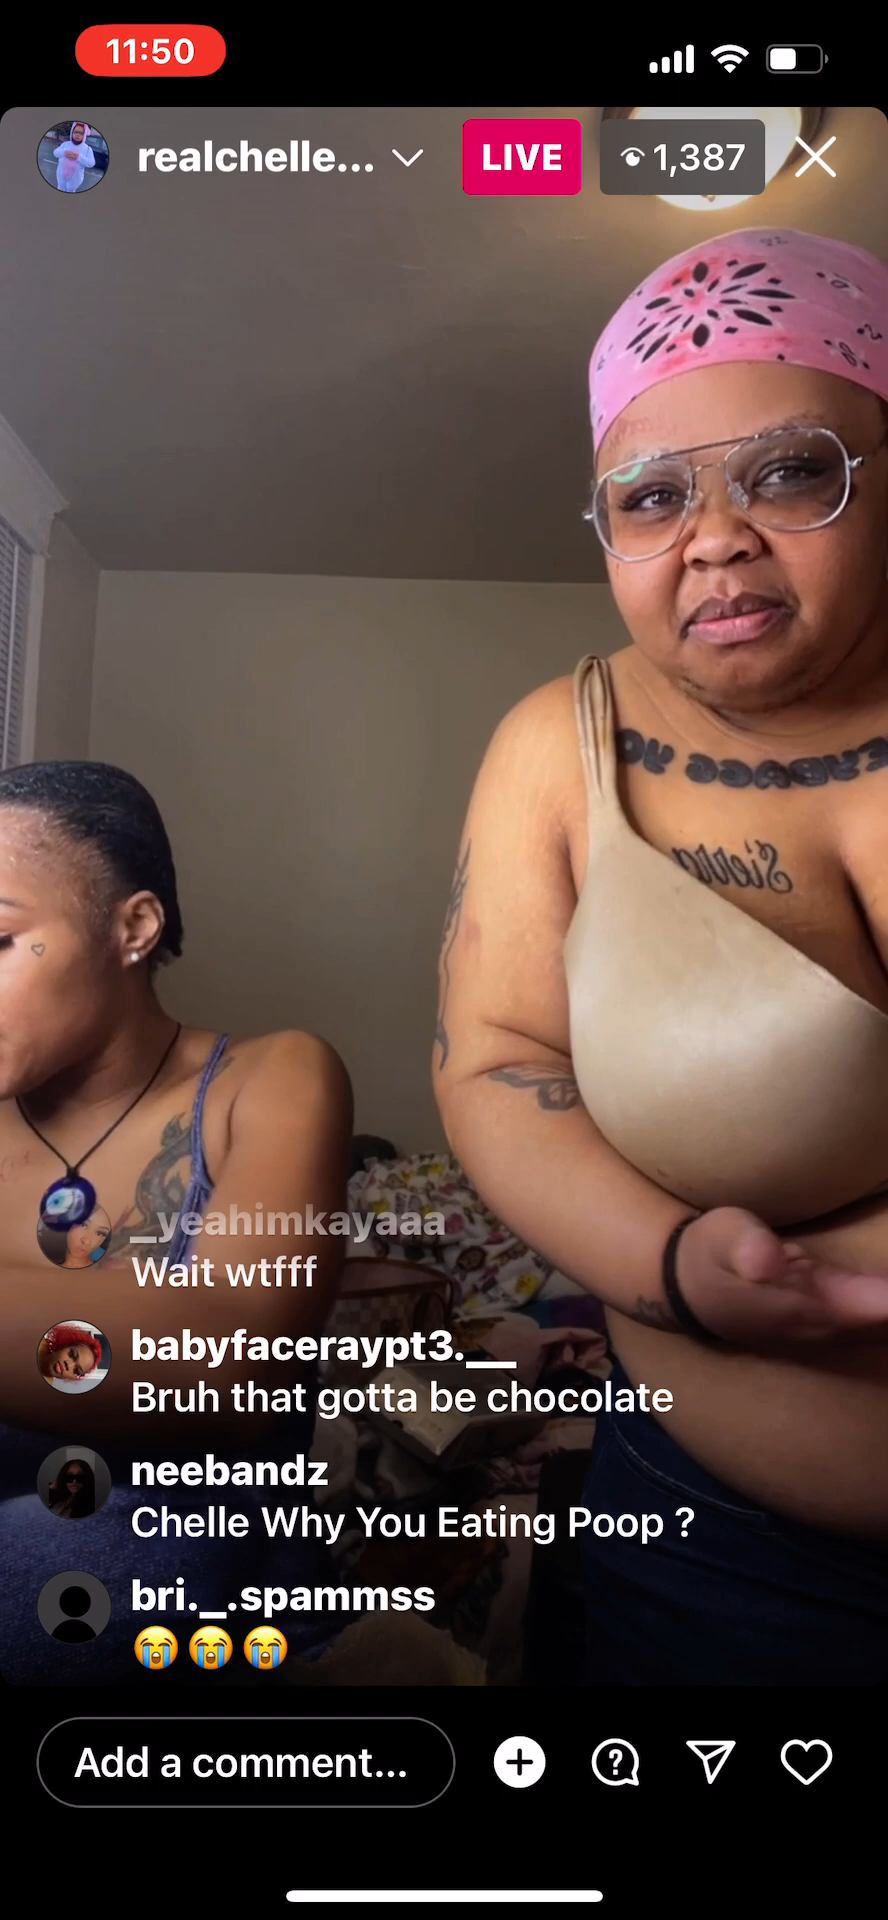 11:50
realchelle... LIVE 1,387
Sierra
_yeahimkayaaa
Wait wtfff
babyfaceraypt3.__
Bruh that gotta be chocolate
neebandz
Chelle Why You Eating Poop ?
bri._.spammss
😭😭😭
Add a comment...